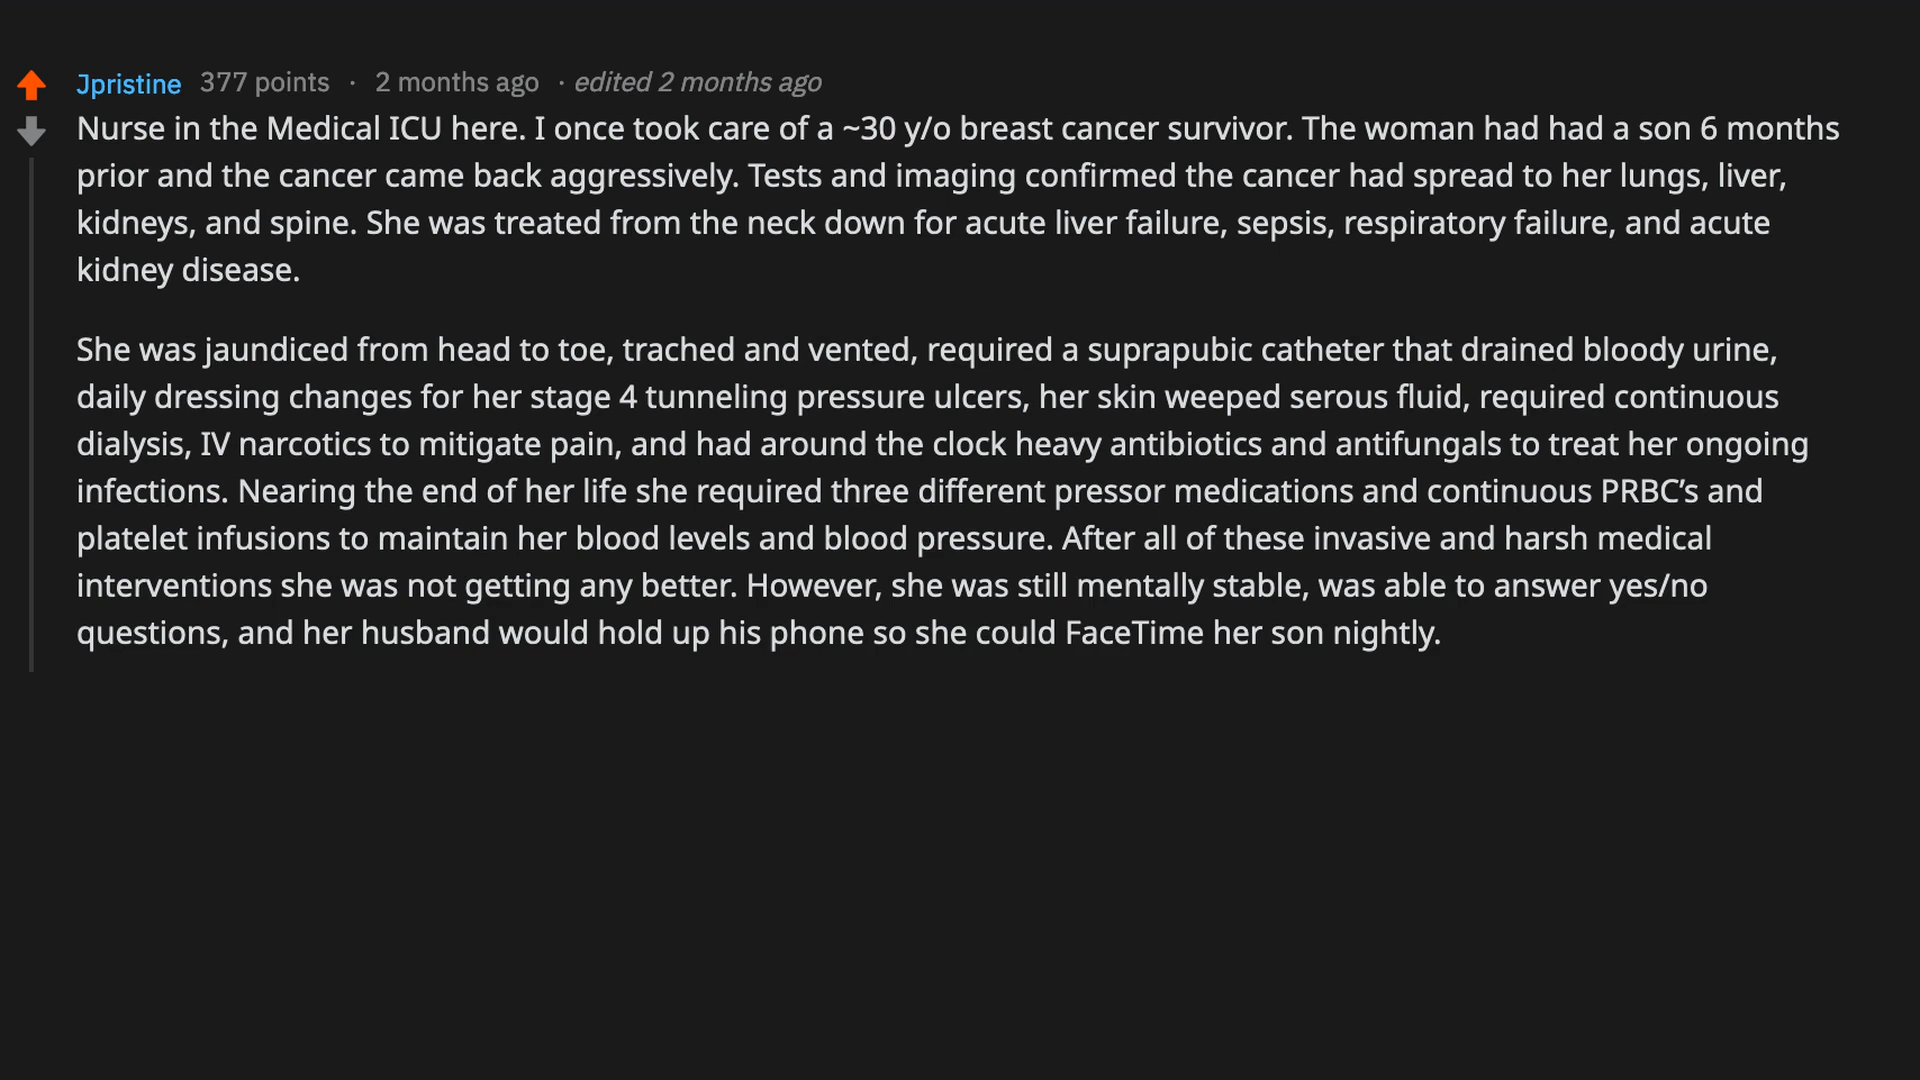 Jpristine 377 points · 2 months ago · edited 2 months ago
Nurse in the Medical ICU here. I once took care of a ~30 y/o breast cancer survivor. The woman had had a son 6 months
prior and the cancer came back aggressively. Tests and imaging confirmed the cancer had spread to her lungs, liver,
kidneys, and spine. She was treated from the neck down for acute liver failure, sepsis, respiratory failure, and acute
kidney disease.
She was jaundiced from head to toe, trached and vented, required a suprapubic catheter that drained bloody urine,
daily dressing changes for her stage 4 tunneling pressure ulcers, her skin weeped serous fluid, required continuous
dialysis, IV narcotics to mitigate pain, and had around the clock heavy antibiotics and antifungals to treat her ongoing
infections. Nearing the end of her life she required three different pressor medications and continuous PRBC’s and
platelet infusions to maintain her blood levels and blood pressure. After all of these invasive and harsh medical
interventions she was not getting any better. However, she was still mentally stable, was able to answer yes/no
questions, and her husband would hold up his phone so she could FaceTime her son nightly.